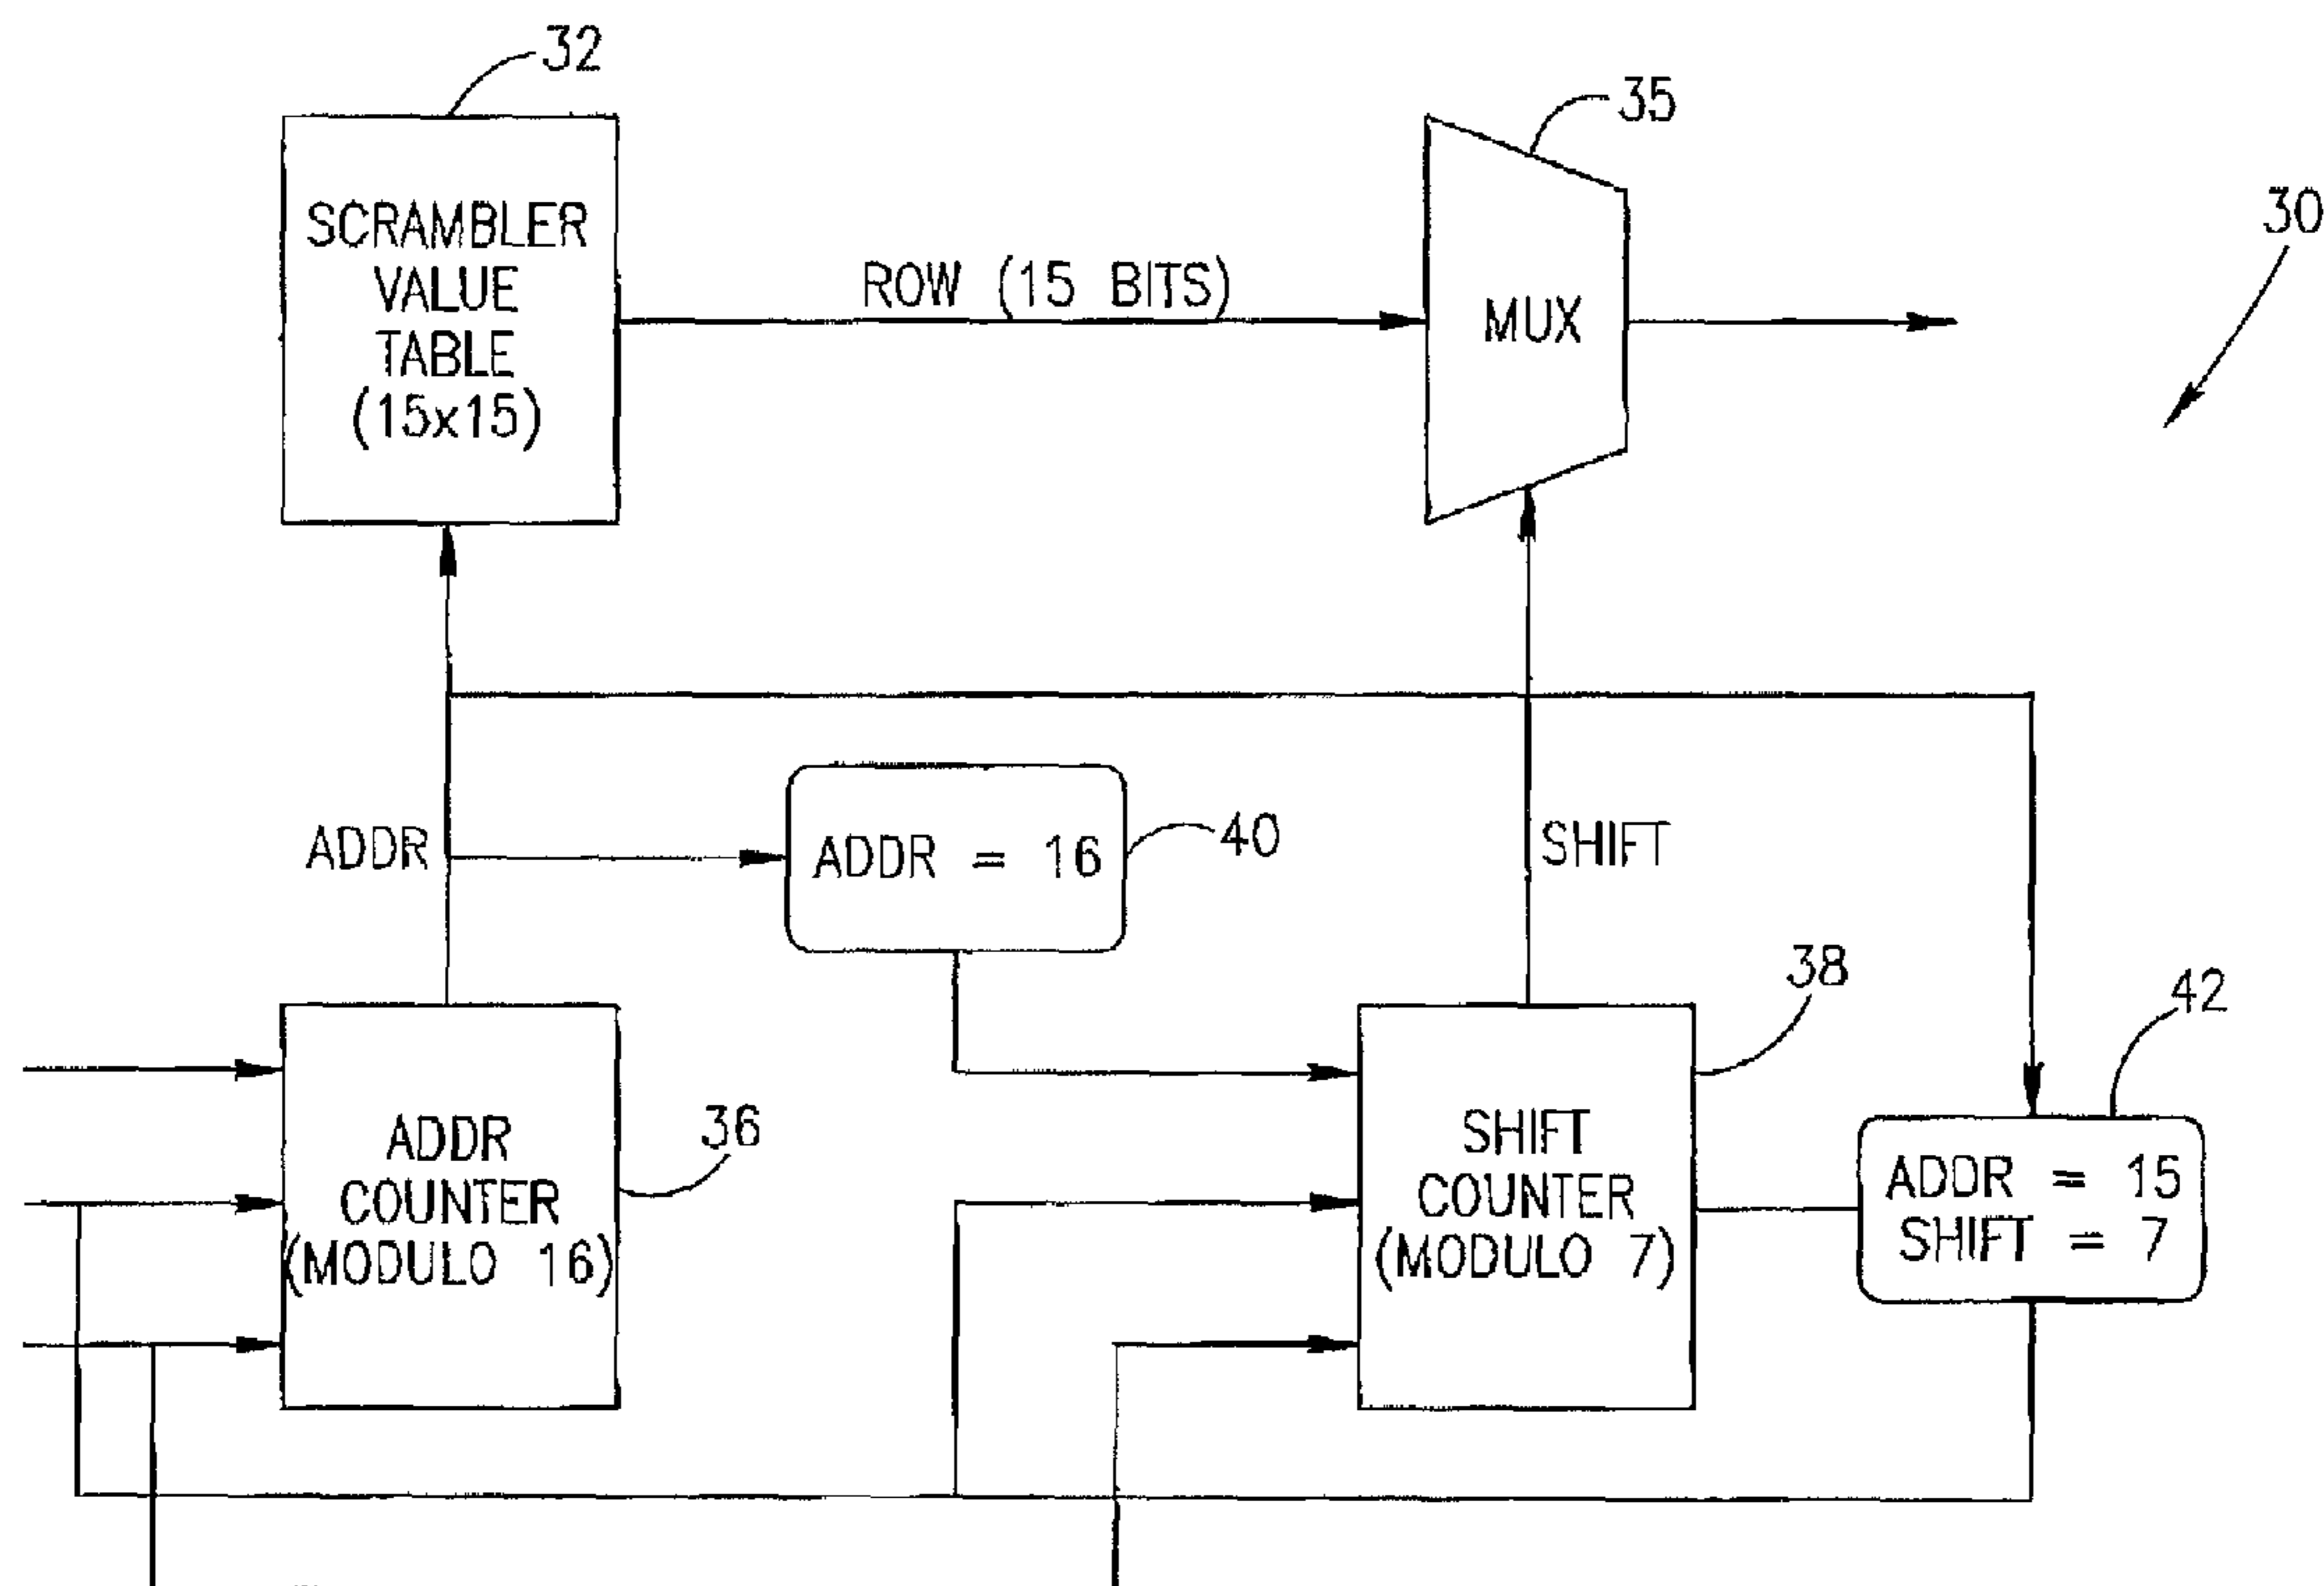 32
35
30
SCRAMBLER
VALUE
TABLE
(15x15)
ROW (15 BITS)
MUX
ADDR
ADDR = 16
40
SHIFT
38
42
36
ADDR
COUNTER
(MODULO 16)
SHIFT
COUNTER
(MODULO 7)
ADDR = 15
SHIFT = 7